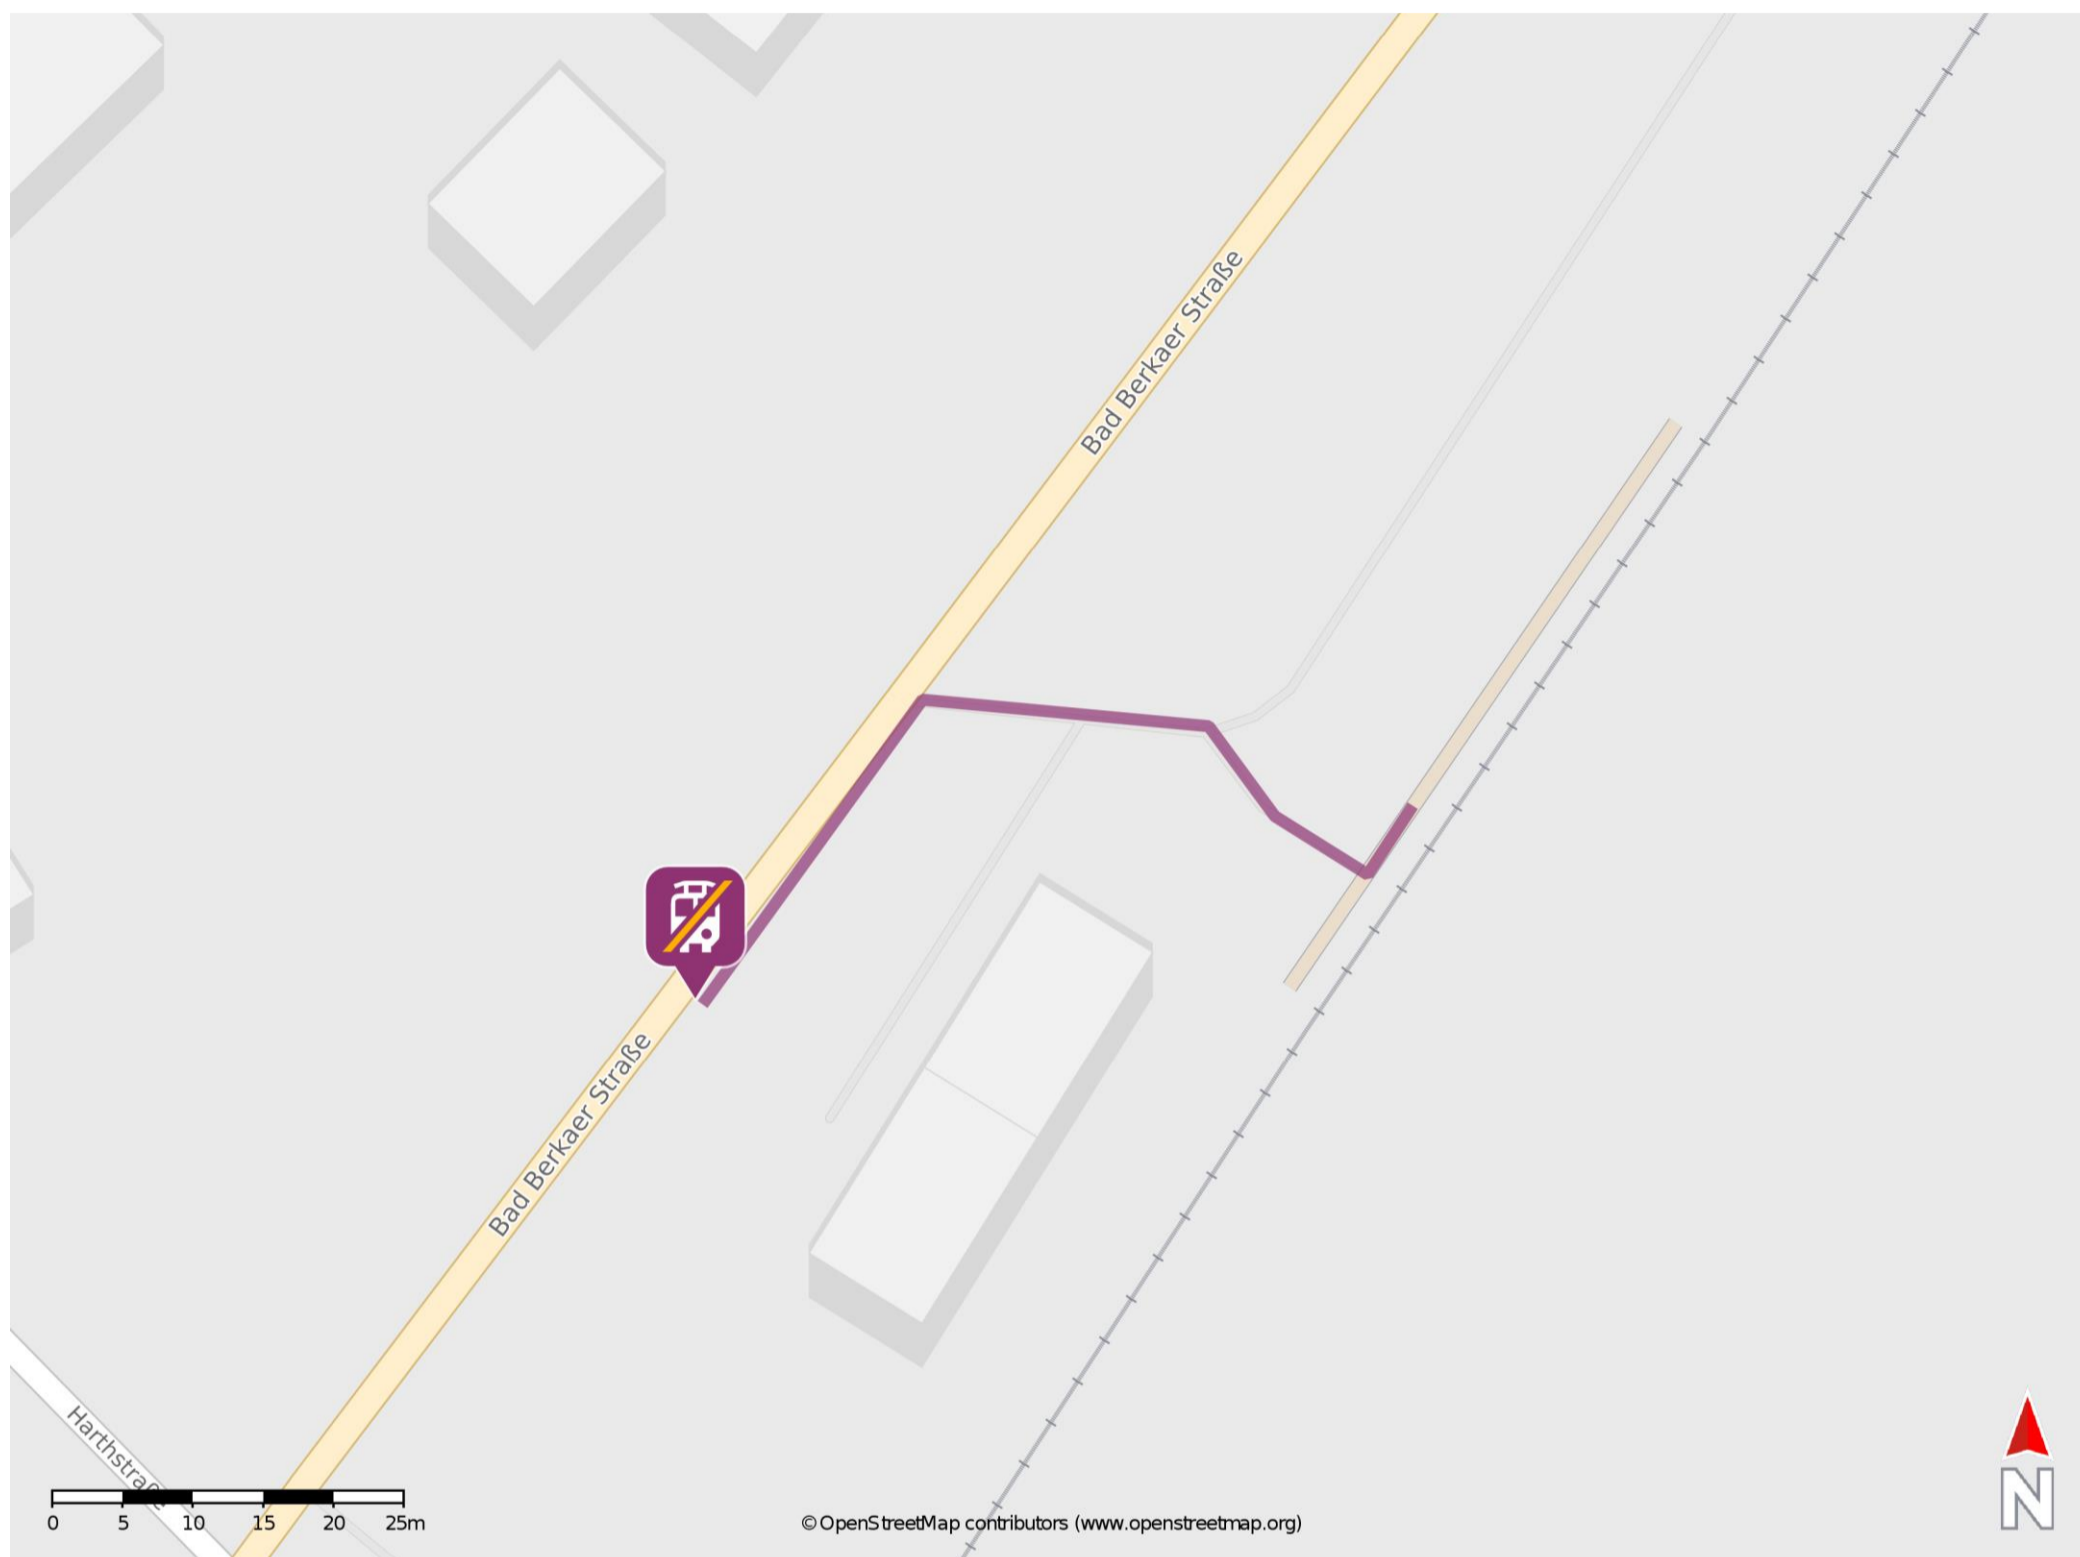 Bad Berkaer Straße
Bad Berkaer Straße
Harthstraße
0 5 10 15 20 25m
© OpenStreetMap contributors (www.openstreetmap.org)
N